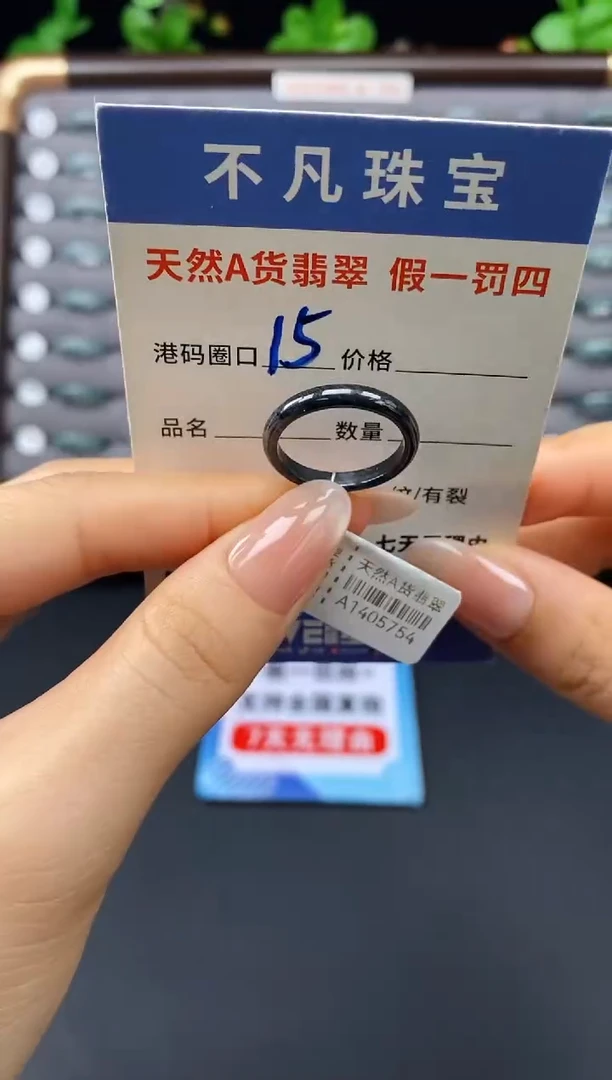 不凡珠宝
天然A货翡翠 假一罚四
港码圈口 15 价格
品名 数量
/有裂
七天
天然A货翡翠
A1405754
7天无理由